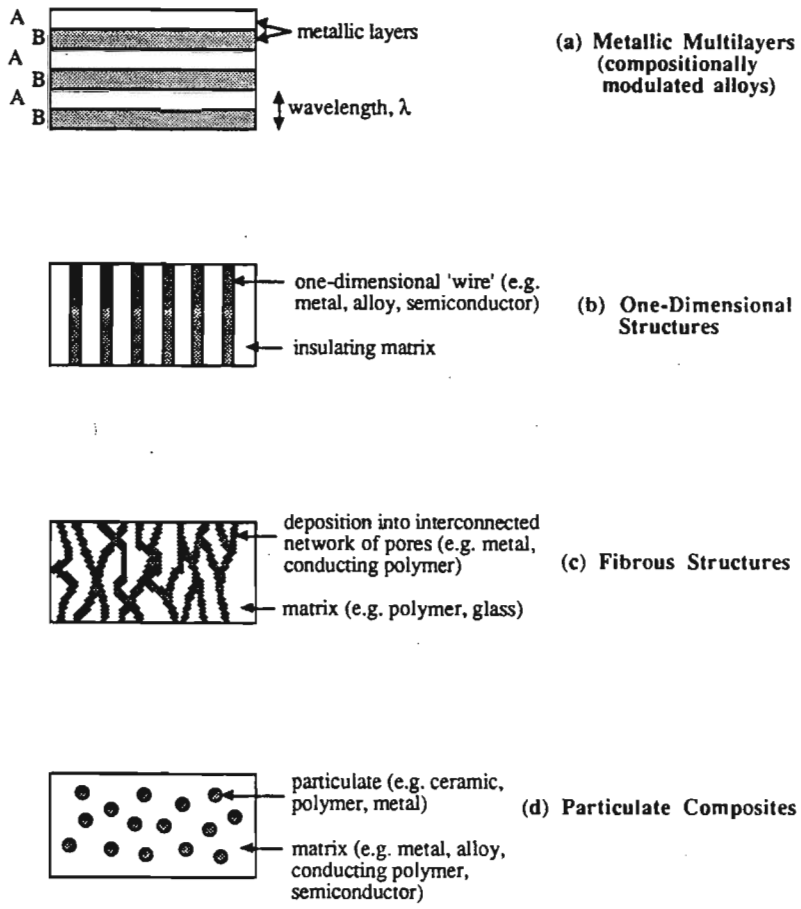 A
B
A
B
A
B
metallic layers
wavelength, λ
(a) Metallic Multilayers
(compositionally
modulated alloys)
one-dimensional 'wire' (e.g.
metal, alloy, semiconductor)
insulating matrix
(b) One-Dimensional
Structures
deposition into interconnected
network of pores (e.g. metal,
conducting polymer)
matrix (e.g. polymer, glass)
(c) Fibrous Structures
particulate (e.g. ceramic,
polymer, metal)
matrix (e.g. metal, alloy,
conducting polymer,
semiconductor)
(d) Particulate Composites